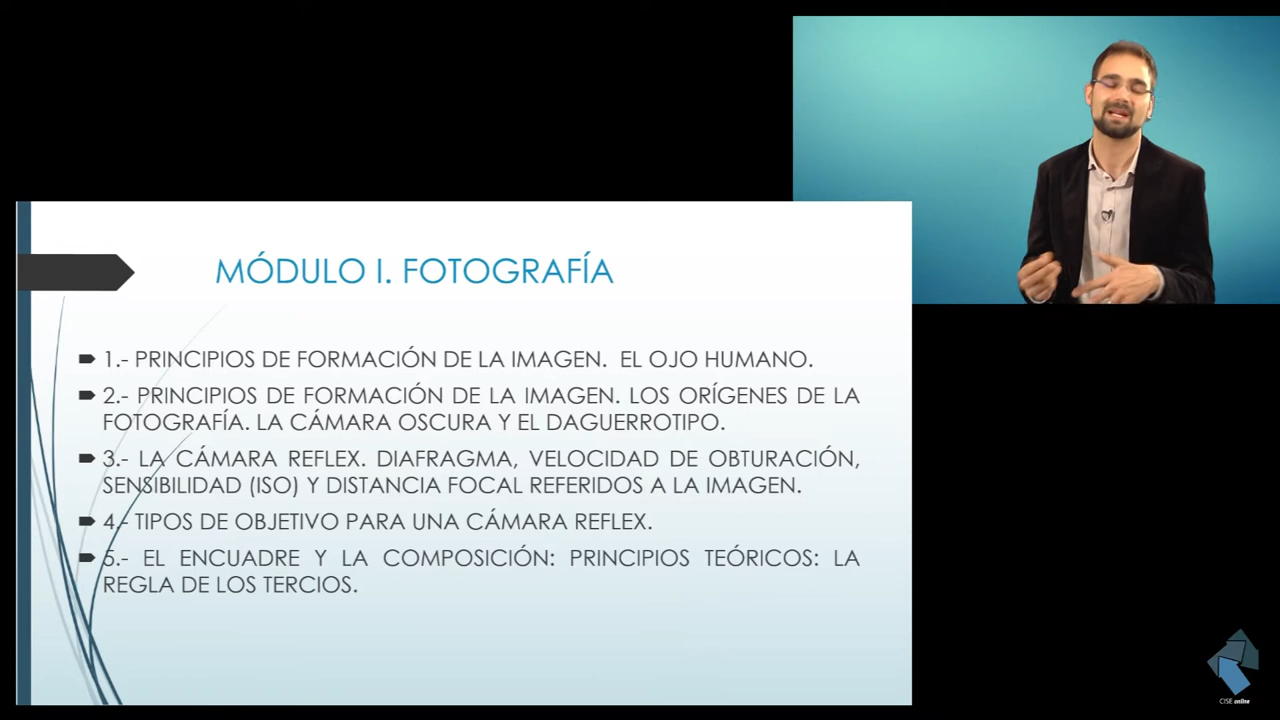 MÓDULO I. FOTOGRAFÍA
1.- PRINCIPIOS DE FORMACIÓN DE LA IMAGEN. EL OJO HUMANO.
2.- PRINCIPIOS DE FORMACIÓN DE LA IMAGEN. LOS ORÍGENES DE LA
FOTOGRAFÍA. LA CÁMARA OSCURA Y EL DAGUERROTIPO.
3.- LA CÁMARA REFLEX. DIAFRAGMA, VELOCIDAD DE OBTURACIÓN,
SENSIBILIDAD (ISO) Y DISTANCIA FOCAL REFERIDOS A LA IMAGEN.
4.- TIPOS DE OBJETIVO PARA UNA CÁMARA REFLEX.
5.- EL ENCUADRE Y LA COMPOSICIÓN: PRINCIPIOS TEÓRICOS: LA
REGLA DE LOS TERCIOS.
CISE online